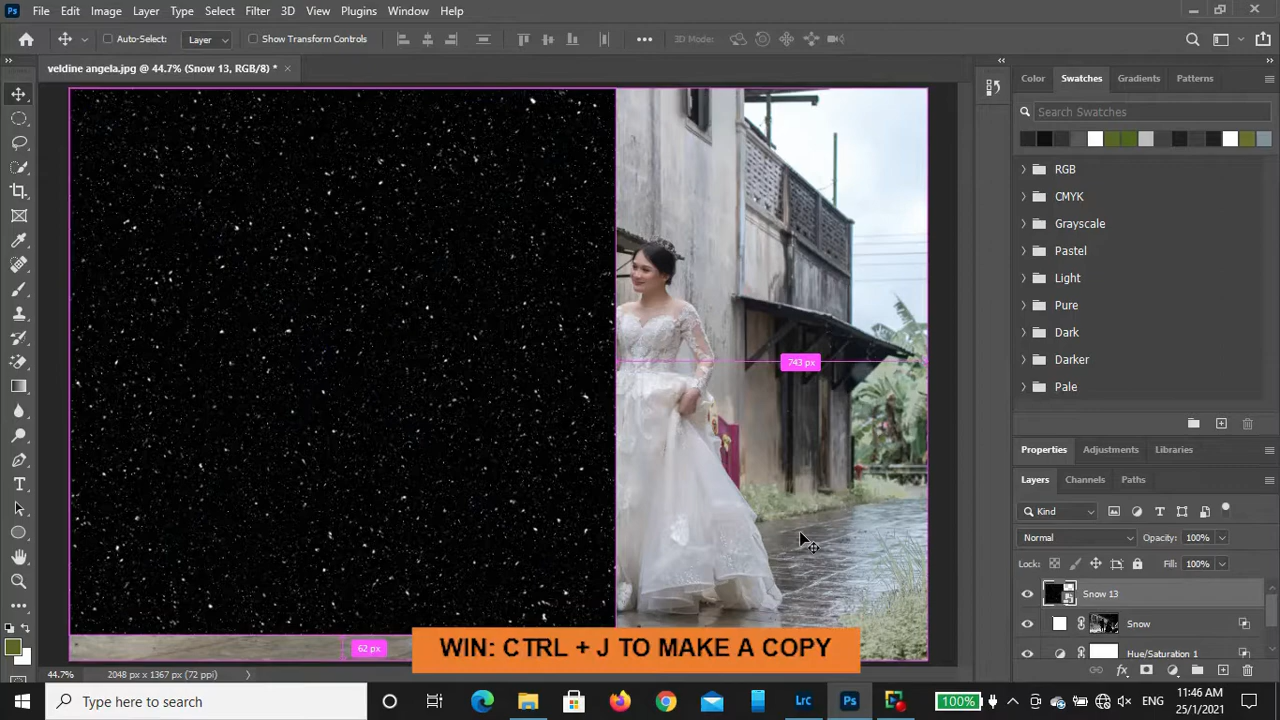 Ps File Edit Image Layer Type Select Filter 3D View Plugins Window Help
Auto-Select: Layer Show Transform Controls 3D Mode:
veldine angela.jpg @ 44.7% (Snow 13, RGB/8) *
Color Swatches Gradients Patterns
Search Swatches
RGB
CMYK
Grayscale
Pastel
Light
Pure
Dark
Darker
Pale
743 px
Properties Adjustments Libraries
Layers Channels Paths
Kind
Normal Opacity: 100%
Lock: Fill: 100%
Snow 13
Snow
Hue/Saturation 1
62 px
WIN: CTRL + J TO MAKE A COPY
44.7% 2048 px x 1367 px (72 ppi)
Type here to search
Lrc Ps 100% ENG
1:46 AM
25/1/2021